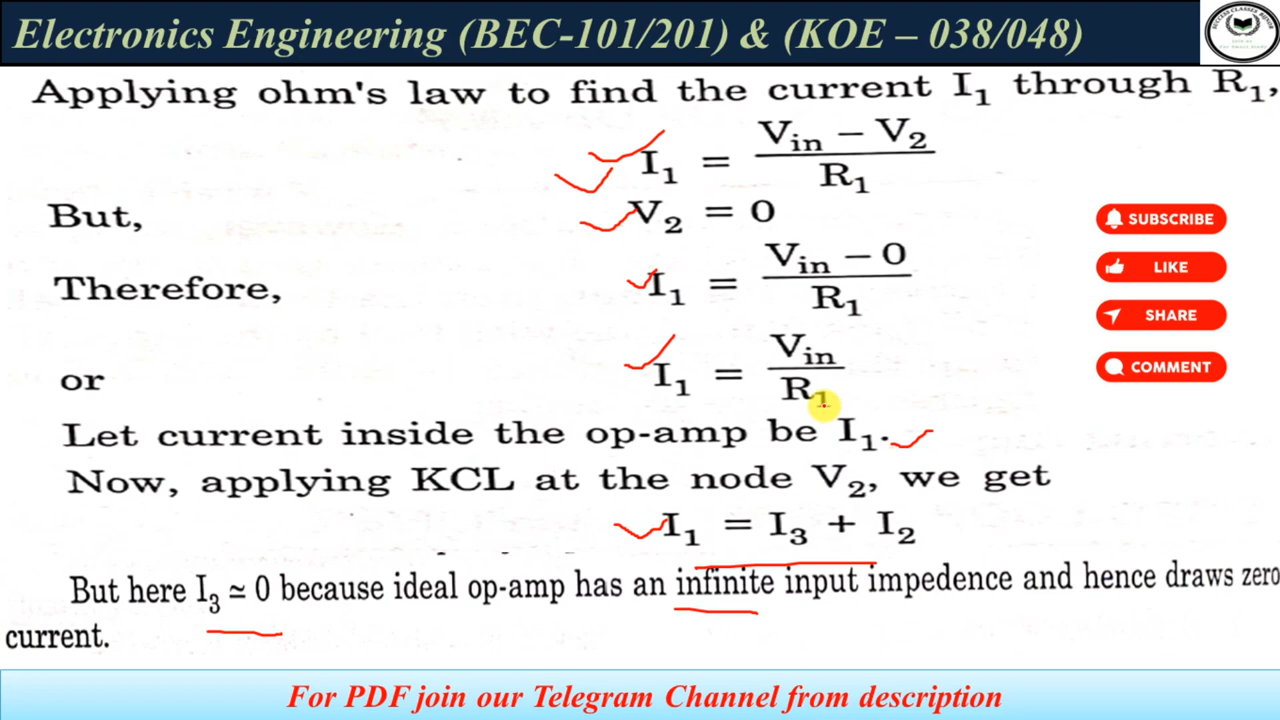 Electronics Engineering (BEC-101/201) & (KOE – 038/048)
Applying ohm's law to find the current I₁ through R₁,
I₁ = (V_in − V₂) / R₁
But, V₂ = 0
Therefore, I₁ = (V_in − 0) / R₁
or I₁ = V_in / R₁
Let current inside the op-amp be I₁.
Now, applying KCL at the node V₂, we get
I₁ = I₃ + I₂
But here I₃ ≃ 0 because ideal op-amp has an infinite input impedence and hence draws zero
current.
SUBSCRIBE
LIKE
SHARE
COMMENT
For PDF join our Telegram Channel from description